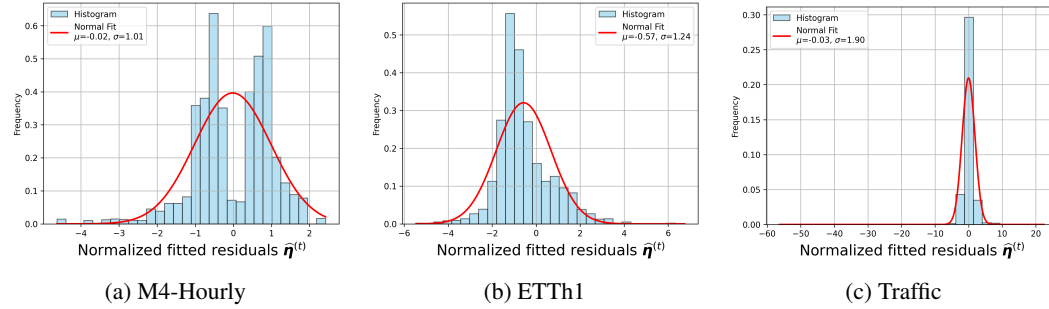 Histogram
Normal Fit
μ=-0.02, σ=1.01
0.6
0.5
0.4
0.3
0.2
0.1
0.0
Frequency
−4
−3
−2
−1
0
1
2
Normalized fitted residuals η̂⁽ᵗ⁾
(a) M4-Hourly
Histogram
Normal Fit
μ=-0.57, σ=1.24
0.5
0.4
0.3
0.2
0.1
0.0
Frequency
−6
−4
−2
0
2
4
6
Normalized fitted residuals η̂⁽ᵗ⁾
(b) ETTh1
Histogram
Normal Fit
μ=-0.03, σ=1.90
0.30
0.25
0.20
0.15
0.10
0.05
0.00
Frequency
−60
−50
−40
−30
−20
−10
0
10
20
Normalized fitted residuals η̂⁽ᵗ⁾
(c) Traffic